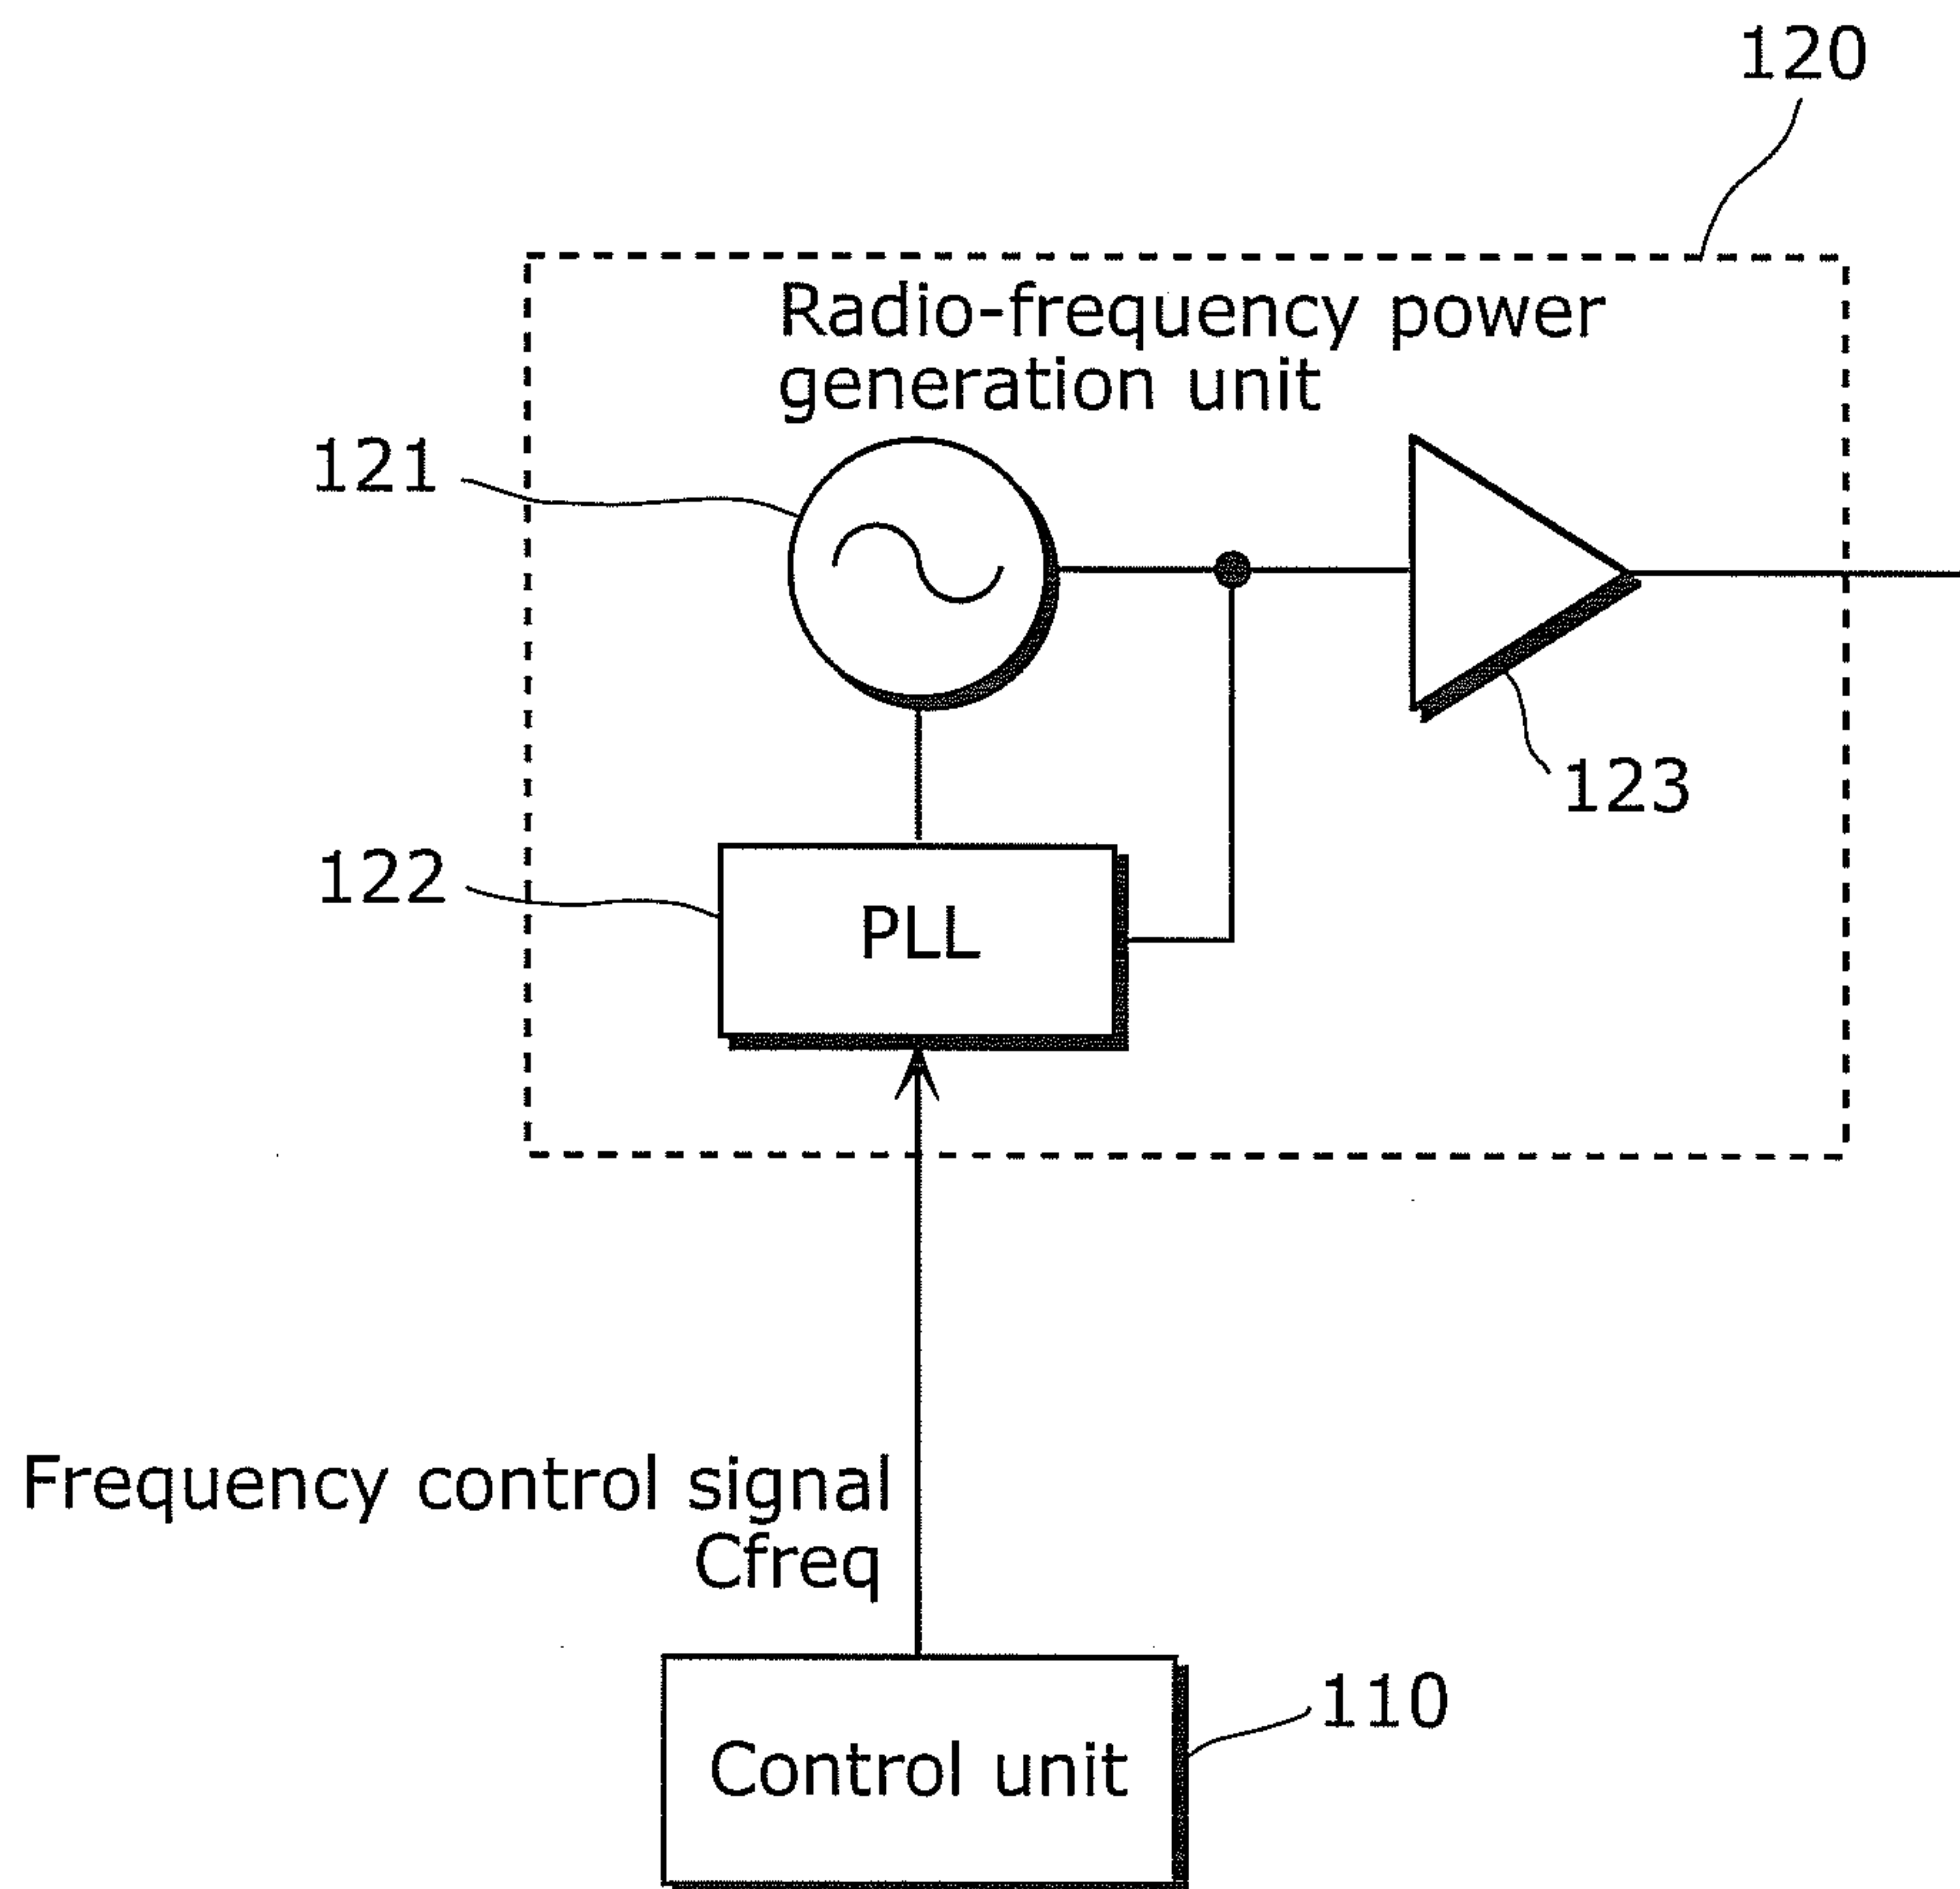 120
Radio-frequency power
generation unit
121
123
122
PLL
Frequency control signal
Cfreq
110
Control unit